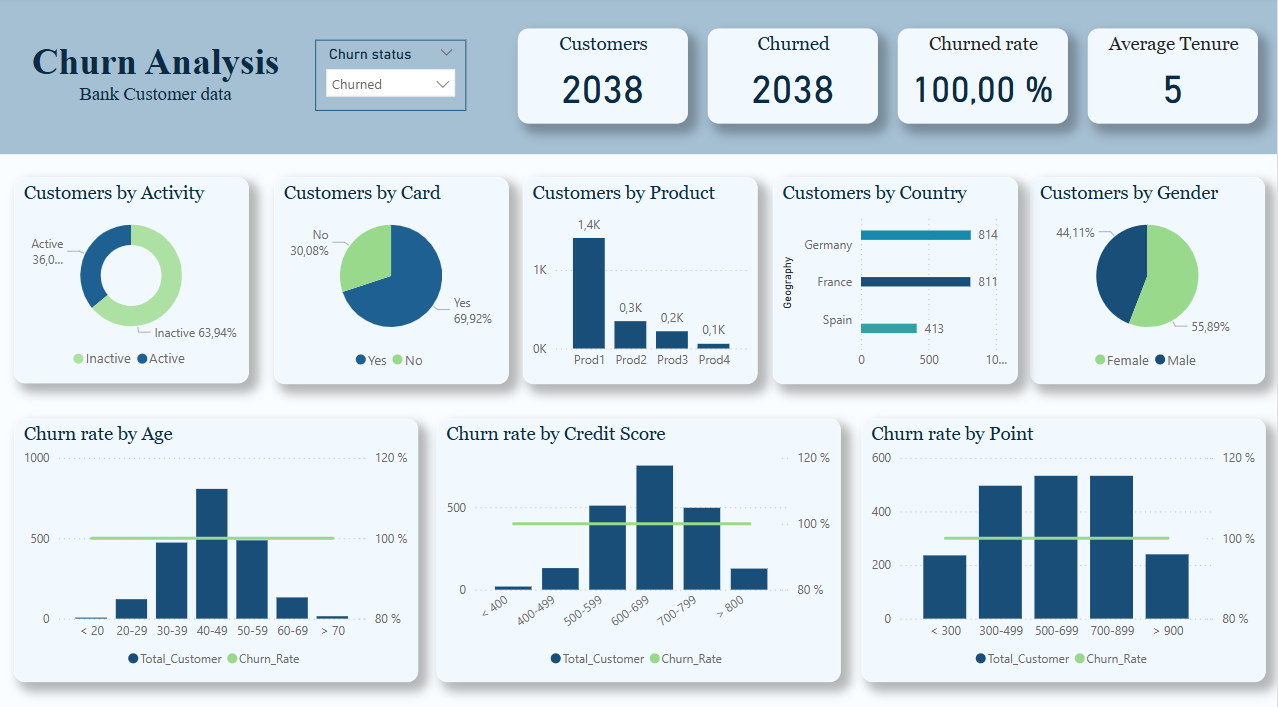 Churn Analysis
Bank Customer data
Churn status
Churned
Customers
2038
Churned
2038
Churned rate
100,00 %
Average Tenure
5
Customers by Activity
Active
36,0...
Inactive 63,94%
Inactive Active
Customers by Card
No
30,08%
Yes
69,92%
Yes No
Customers by Product
1,4K
1K
0,3K
0,2K
0,1K
0K
Prod1 Prod2 Prod3 Prod4
Customers by Country
Geography
Germany 814
France 811
Spain 413
0 500 10...
Customers by Gender
44,11%
55,89%
Female Male
Churn rate by Age
1000 120 %
500 100 %
0 80 %
< 20 20-29 30-39 40-49 50-59 60-69 > 70
Total_Customer Churn_Rate
Churn rate by Credit Score
120 %
500 100 %
0 80 %
< 400 400-499 500-599 600-699 700-799 > 800
Total_Customer Churn_Rate
Churn rate by Point
600 120 %
400
100 %
200
0 80 %
< 300 300-499 500-699 700-899 > 900
Total_Customer Churn_Rate